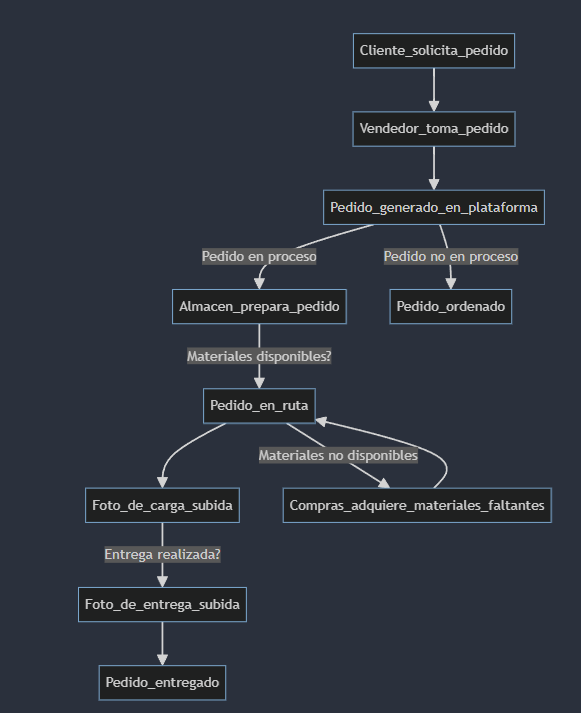 Cliente_solicita_pedido
Vendedor_toma_pedido
Pedido_generado_en_plataforma
Pedido en proceso
Pedido no en proceso
Almacen_prepara_pedido
Pedido_ordenado
Materiales disponibles?
Pedido_en_ruta
Materiales no disponibles
Foto_de_carga_subida
Compras_adquiere_materiales_faltantes
Entrega realizada?
Foto_de_entrega_subida
Pedido_entregado